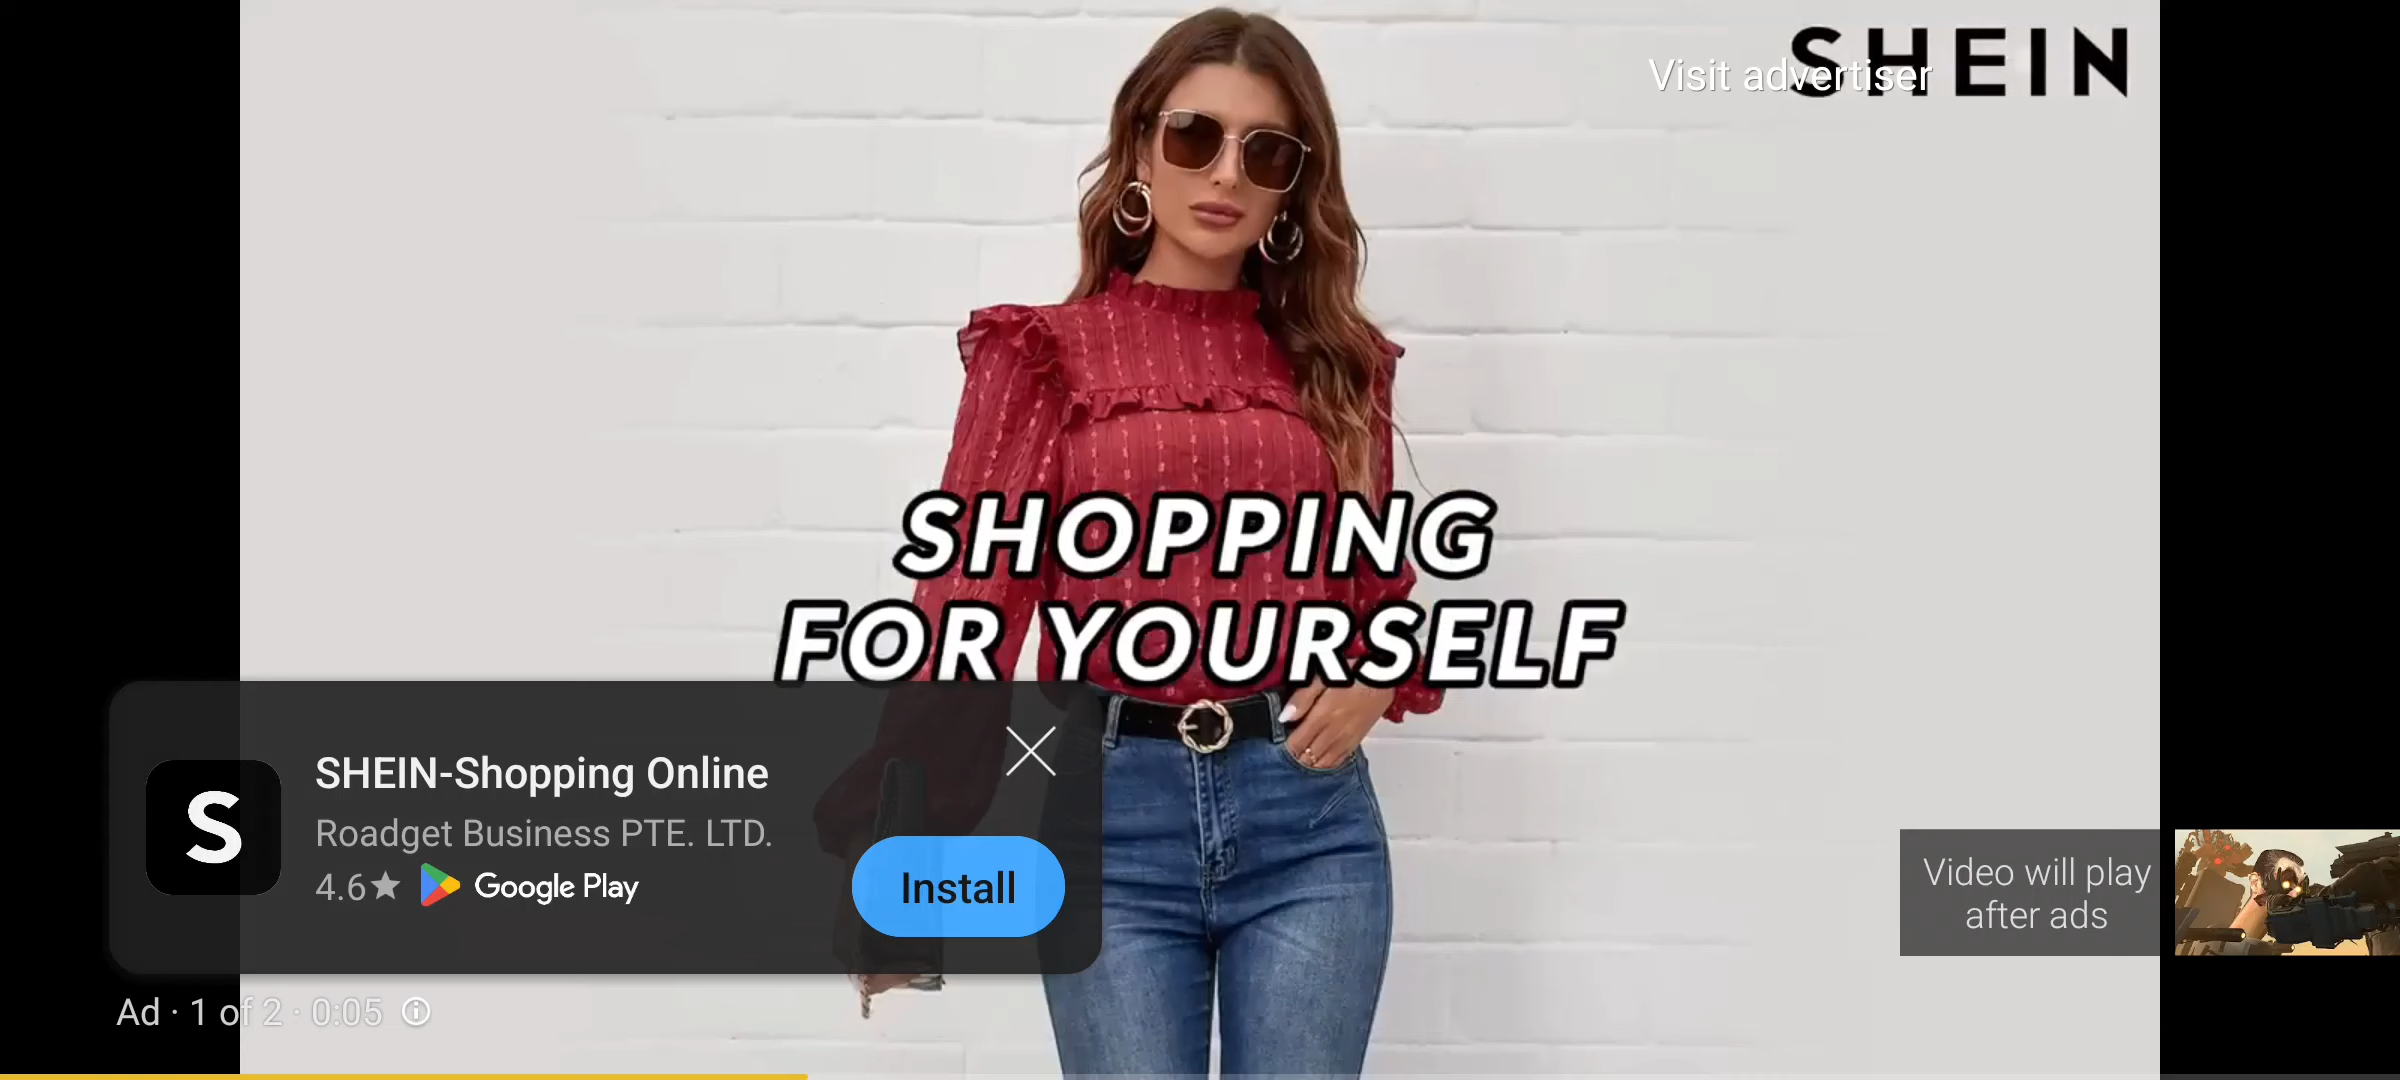 SHEIN
Visit advertiser
SHOPPING
FOR YOURSELF
SHEIN-Shopping Online
Roadget Business PTE. LTD.
4.6★ Google Play
Install
S
Video will play
after ads
Ad · 1 of 2 · 0:05